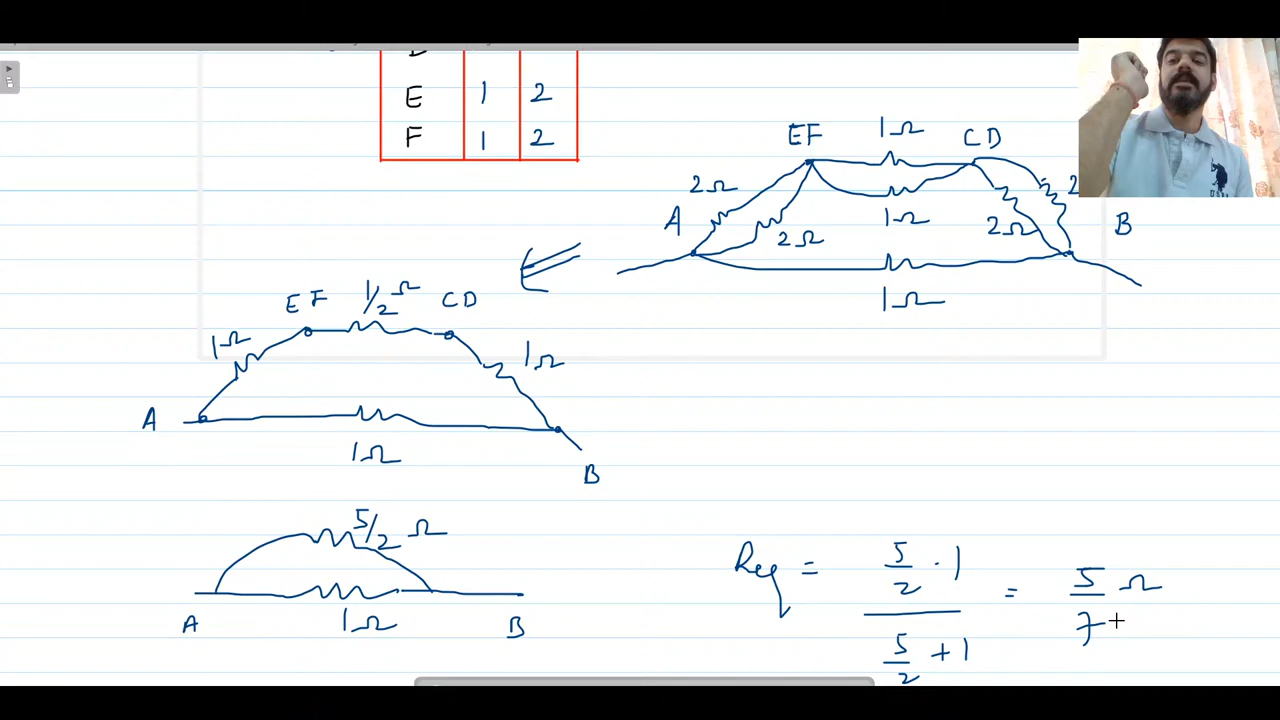 E 1 2
F 1 2
EF 1Ω CD
2Ω
2Ω
1Ω
2Ω
2
A
B
1Ω
EF 1/2 Ω CD
1Ω
1Ω
A
1Ω
B
5/2 Ω
1Ω
A B
Req = 5/2 · 1 / 5/2 + 1 = 5/7 Ω